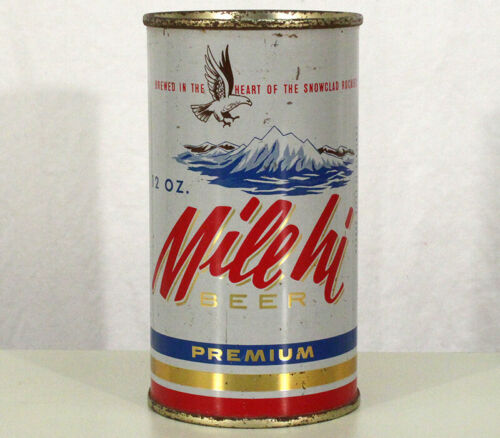 BREWED IN THE HEART OF THE SNOWCLAD ROCKIES
12 OZ.
Mile hi
BEER
PREMIUM